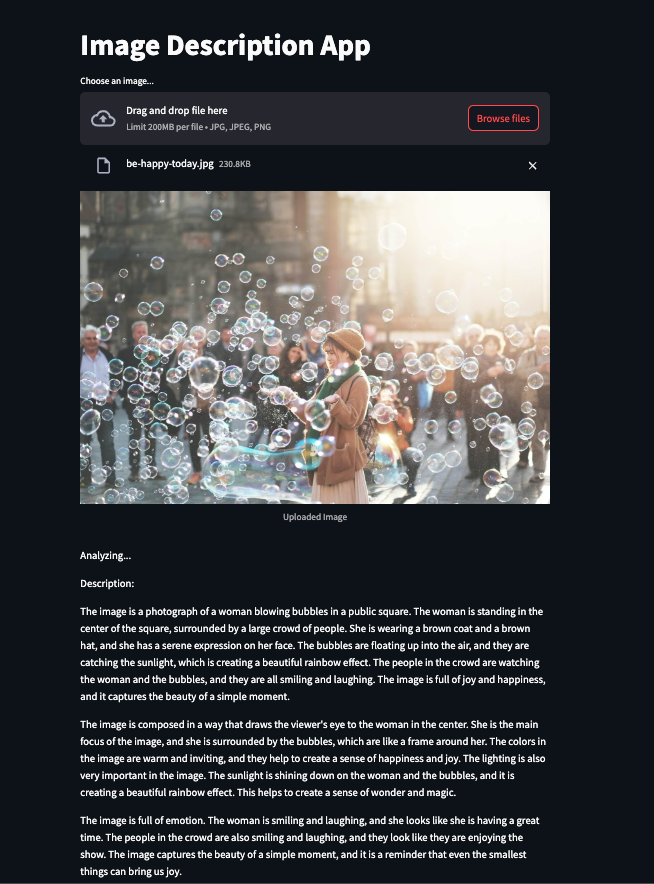 Image Description App
Choose an image...
Drag and drop file here
Limit 200MB per file • JPG, JPEG, PNG
Browse files
be-happy-today.jpg 230.8KB
Uploaded Image
Analyzing...
Description:
The image is a photograph of a woman blowing bubbles in a public square. The woman is standing in the
center of the square, surrounded by a large crowd of people. She is wearing a brown coat and a brown
hat, and she has a serene expression on her face. The bubbles are floating up into the air, and they are
catching the sunlight, which is creating a beautiful rainbow effect. The people in the crowd are watching
the woman and the bubbles, and they are all smiling and laughing. The image is full of joy and happiness,
and it captures the beauty of a simple moment.
The image is composed in a way that draws the viewer's eye to the woman in the center. She is the main
focus of the image, and she is surrounded by the bubbles, which are like a frame around her. The colors in
the image are warm and inviting, and they help to create a sense of happiness and joy. The lighting is also
very important in the image. The sunlight is shining down on the woman and the bubbles, and it is
creating a beautiful rainbow effect. This helps to create a sense of wonder and magic.
The image is full of emotion. The woman is smiling and laughing, and she looks like she is having a great
time. The people in the crowd are also smiling and laughing, and they look like they are enjoying the
show. The image captures the beauty of a simple moment, and it is a reminder that even the smallest
things can bring us joy.